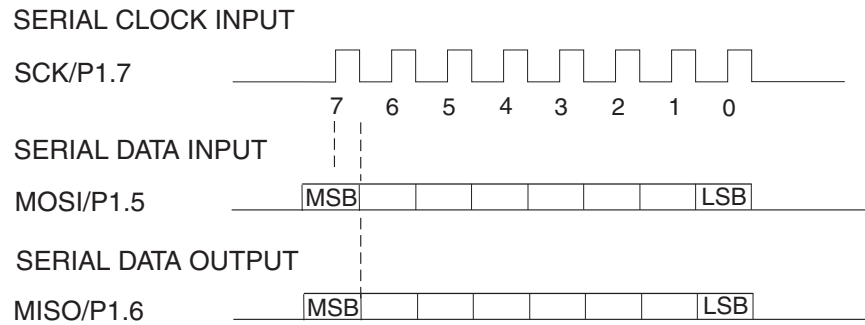 SERIAL CLOCK INPUT
SCK/P1.7
7 6 5 4 3 2 1 0
SERIAL DATA INPUT
MOSI/P1.5 MSB LSB
SERIAL DATA OUTPUT
MISO/P1.6 MSB LSB